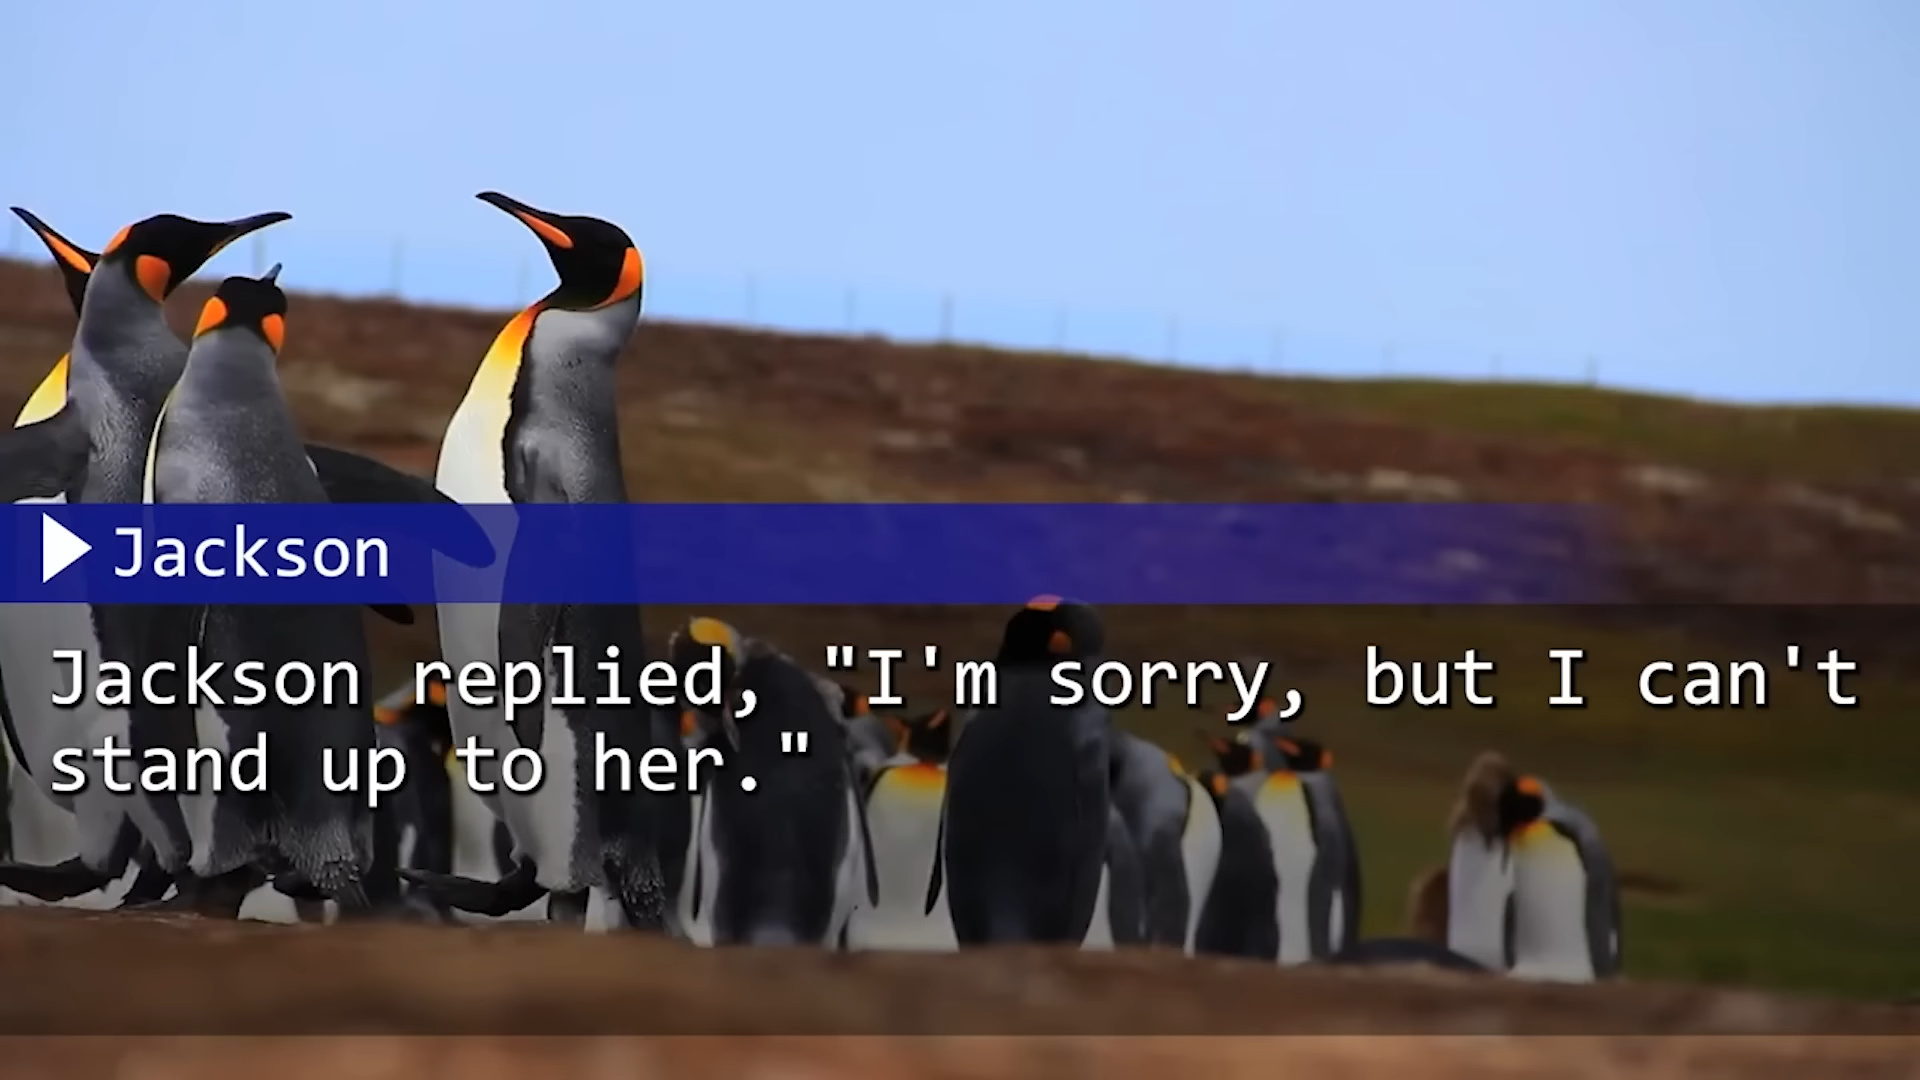 Jackson
Jackson replied, "I'm sorry, but I can't
stand up to her."